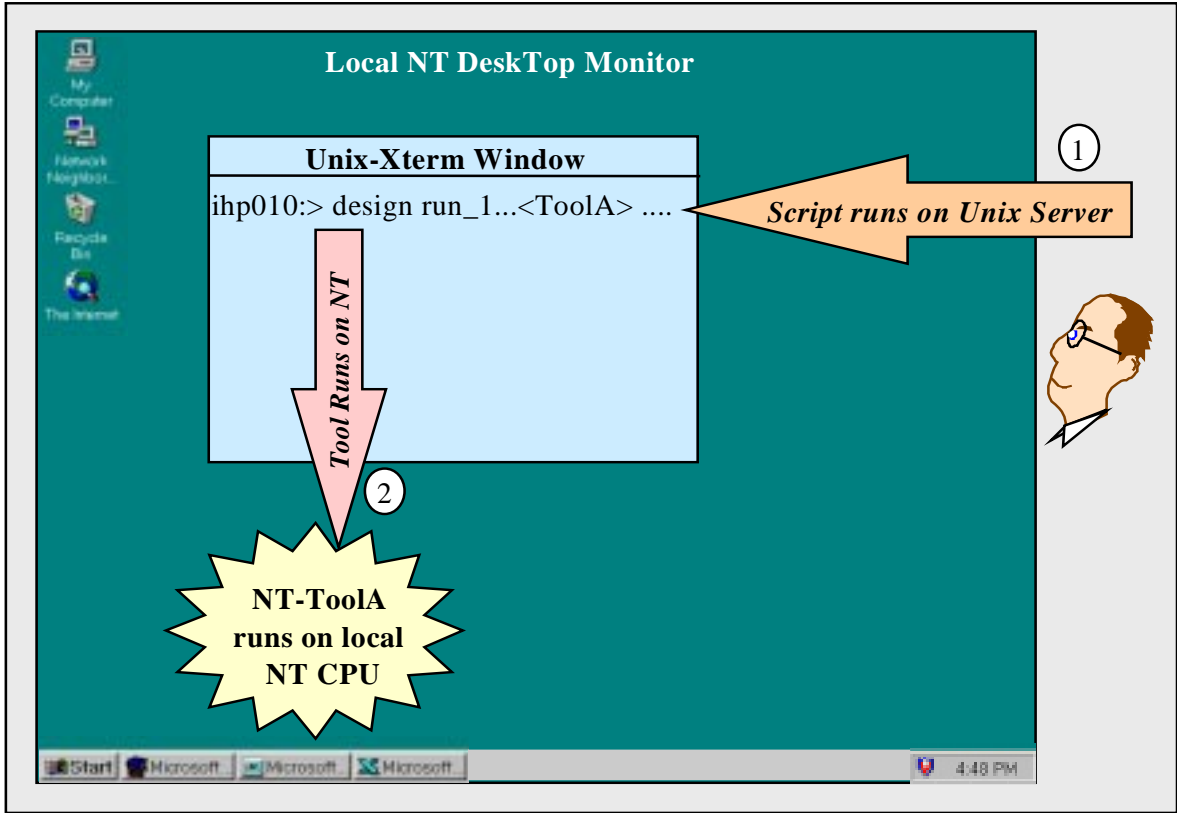 Local NT DeskTop Monitor
My
Computer
Network
Neighbor...
Recycle
Bin
The Internet
Unix-Xterm Window
ihp010:> design run_1...<ToolA> ....
1
Script runs on Unix Server
Tool Runs on NT
2
NT-ToolA
runs on local
NT CPU
Start
Microsoft
Microsoft
Microsoft
4:48 PM